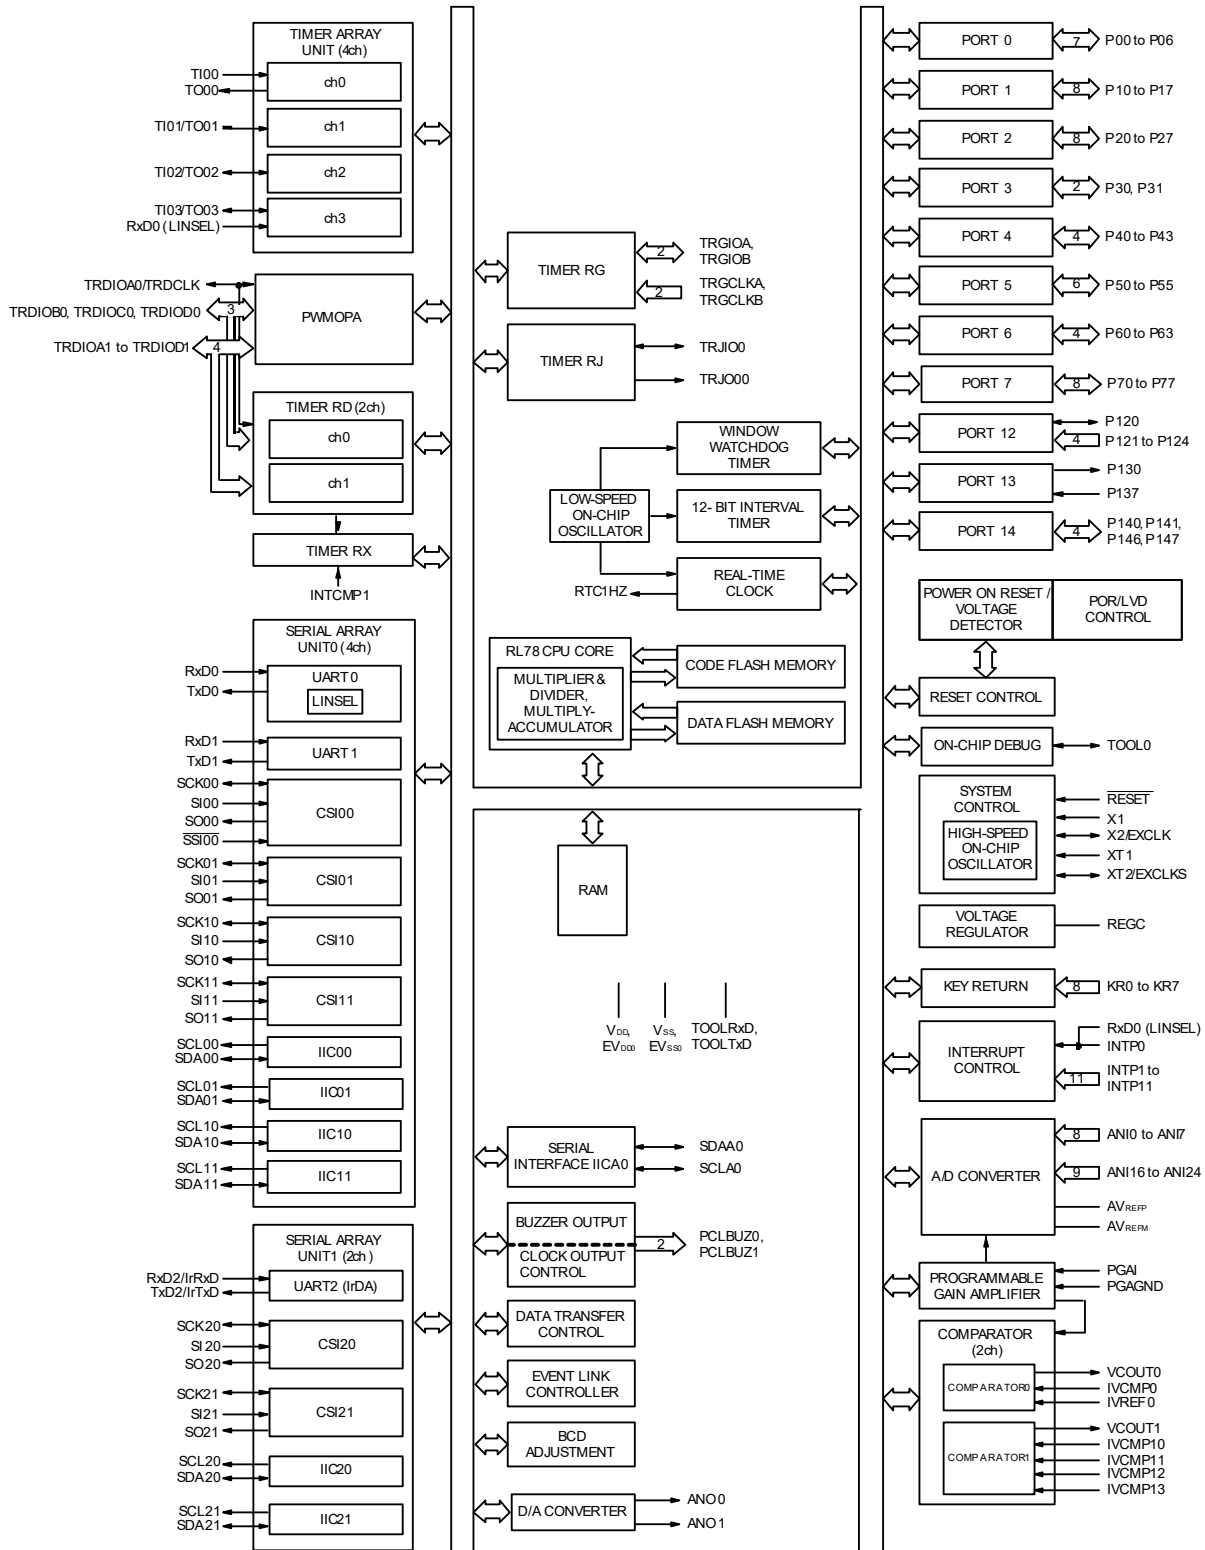 TIMER ARRAY
UNIT (4ch)
TI00
TO00
ch0
TI01/TO01
ch1
TI02/TO02
ch2
TI03/TO03
RxD0 (LINSEL)
ch3
TRDIOA0/TRDCLK
TRDIOB0, TRDIOC0, TRDIOD0
3
TRDIOA1 to TRDIOD1
4
PWMOPA
TIMER RD (2ch)
ch0
ch1
TIMER RX
INTCMP1
SERIAL ARRAY
UNIT0 (4ch)
RxD0
TxD0
UART0
LINSEL
RxD1
TxD1
UART1
SCK00
SI00
SO00
SSI00
CSI00
SCK01
SI01
SO01
CSI01
SCK10
SI10
SO10
CSI10
SCK11
SI11
SO11
CSI11
SCL00
SDA00
IIC00
SCL01
SDA01
IIC01
SCL10
SDA10
IIC10
SCL11
SDA11
IIC11
SERIAL ARRAY
UNIT1 (2ch)
RxD2/IrRxD
TxD2/IrTxD
UART2 (IrDA)
SCK20
SI20
SO20
CSI20
SCK21
SI21
SO21
CSI21
SCL20
SDA20
IIC20
SCL21
SDA21
IIC21
TIMER RG
2
TRGIOA,
TRGIOB
2
TRGCLKA
TRGCLKB
TIMER RJ
TRJIO0
TRJO00
WINDOW
WATCHDOG
TIMER
LOW-SPEED
ON-CHIP
OSCILLATOR
12- BIT INTERVAL
TIMER
RTC1HZ
REAL-TIME
CLOCK
RL78 CPU CORE
MULTIPLIER &
DIVIDER,
MULTIPLY-
ACCUMULATOR
CODE FLASH MEMORY
DATA FLASH MEMORY
RAM
VDD,
EVDD0
VSS,
EVSS0
TOOLRxD,
TOOLTxD
SERIAL
INTERFACE IICA0
SDAA0
SCLA0
BUZZER OUTPUT
CLOCK OUTPUT
CONTROL
2
PCLBUZ0,
PCLBUZ1
DATA TRANSFER
CONTROL
EVENT LINK
CONTROLLER
BCD
ADJUSTMENT
D/A CONVERTER
ANO0
ANO1
PORT 0
7
P00 to P06
PORT 1
8
P10 to P17
PORT 2
8
P20 to P27
PORT 3
2
P30, P31
PORT 4
4
P40 to P43
PORT 5
6
P50 to P55
PORT 6
4
P60 to P63
PORT 7
8
P70 to P77
PORT 12
P120
4
P121 to P124
PORT 13
P130
P137
PORT 14
4
P140, P141,
P146, P147
POWER ON RESET /
VOLTAGE
DETECTOR
POR/LVD
CONTROL
RESET CONTROL
ON-CHIP DEBUG
TOOL0
SYSTEM
CONTROL
HIGH-SPEED
ON-CHIP
OSCILLATOR
RESET
X1
X2/EXCLK
XT1
XT2/EXCLKS
VOLTAGE
REGULATOR
REGC
KEY RETURN
8
KR0 to KR7
INTERRUPT
CONTROL
RxD0 (LINSEL)
INTP0
11
INTP1 to
INTP11
A/D CONVERTER
8
ANI0 to ANI7
9
ANI16 to ANI24
AVREFP
AVREFM
PROGRAMMABLE
GAIN AMPLIFIER
PGAI
PGAGND
COMPARATOR
(2ch)
COMPARATOR0
VCOUT0
IVCMP0
IVREF0
COMPARATOR1
VCOUT1
IVCMP10
IVCMP11
IVCMP12
IVCMP13